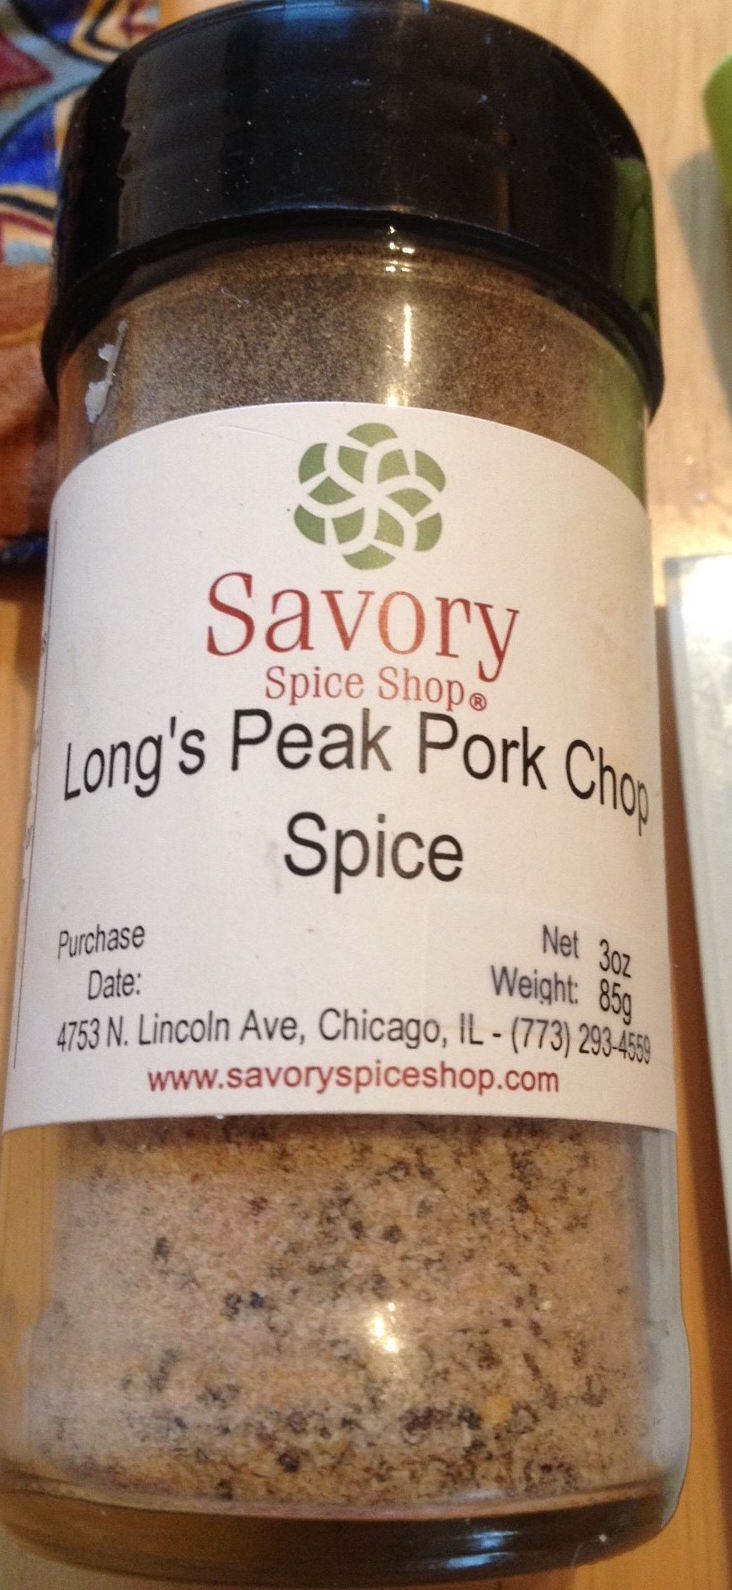 Savory
Spice Shop®
Long's Peak Pork Chop
Spice
Purchase
Date:
Net 3oz
Weight: 85g
4753 N. Lincoln Ave, Chicago, IL - (773) 293-4559
www.savoryspiceshop.com